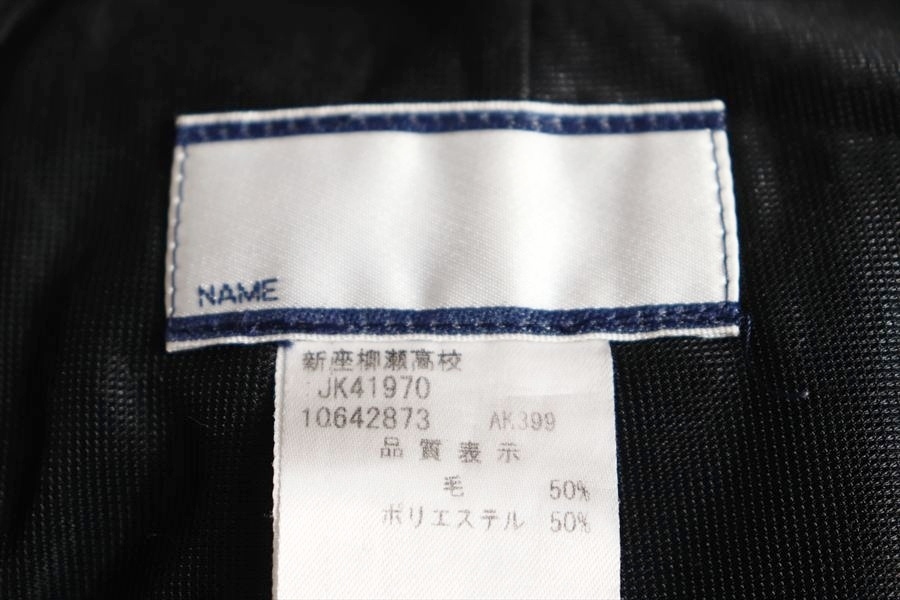 NAME
新座柳瀬高校
JK41970
10642873 AK399
品質表示
毛 50%
ポリエステル 50%